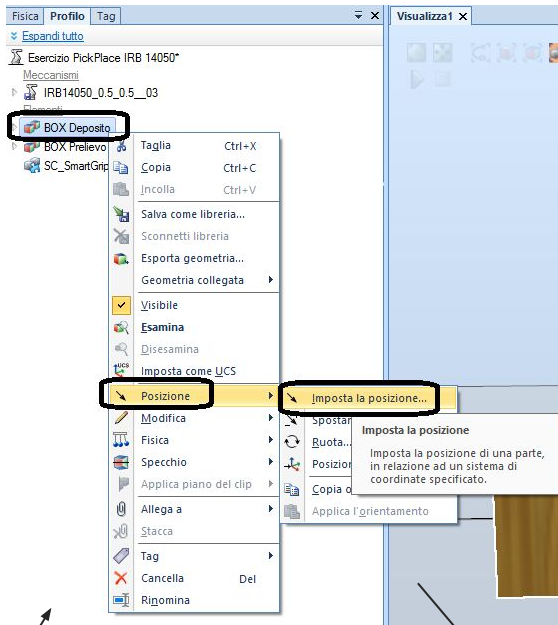 Fisica Profilo Tag
Visualizza1
Espandi tutto
Esercizio PickPlace IRB 14050*
Meccanismi
IRB14050_0.5_0.5__03
Elementi
BOX Deposito
BOX Prelievo
SC_SmartGrip
Taglia Ctrl+X
Copia Ctrl+C
Incolla Ctrl+V
Salva come libreria...
Sconnetti libreria
Esporta geometria...
Geometria collegata
Visibile
Esamina
Disesamina
UCS Imposta come UCS
Posizione
Modifica
Fisica
Specchio
Applica piano del clip
Allega a
Stacca
Tag
Cancella Del
Rinomina
Imposta la posizione...
Spostar
Ruota...
Posizion
Copia o
Applica l'orientamento
Imposta la posizione
Imposta la posizione di una parte,
in relazione ad un sistema di
coordinate specificato.